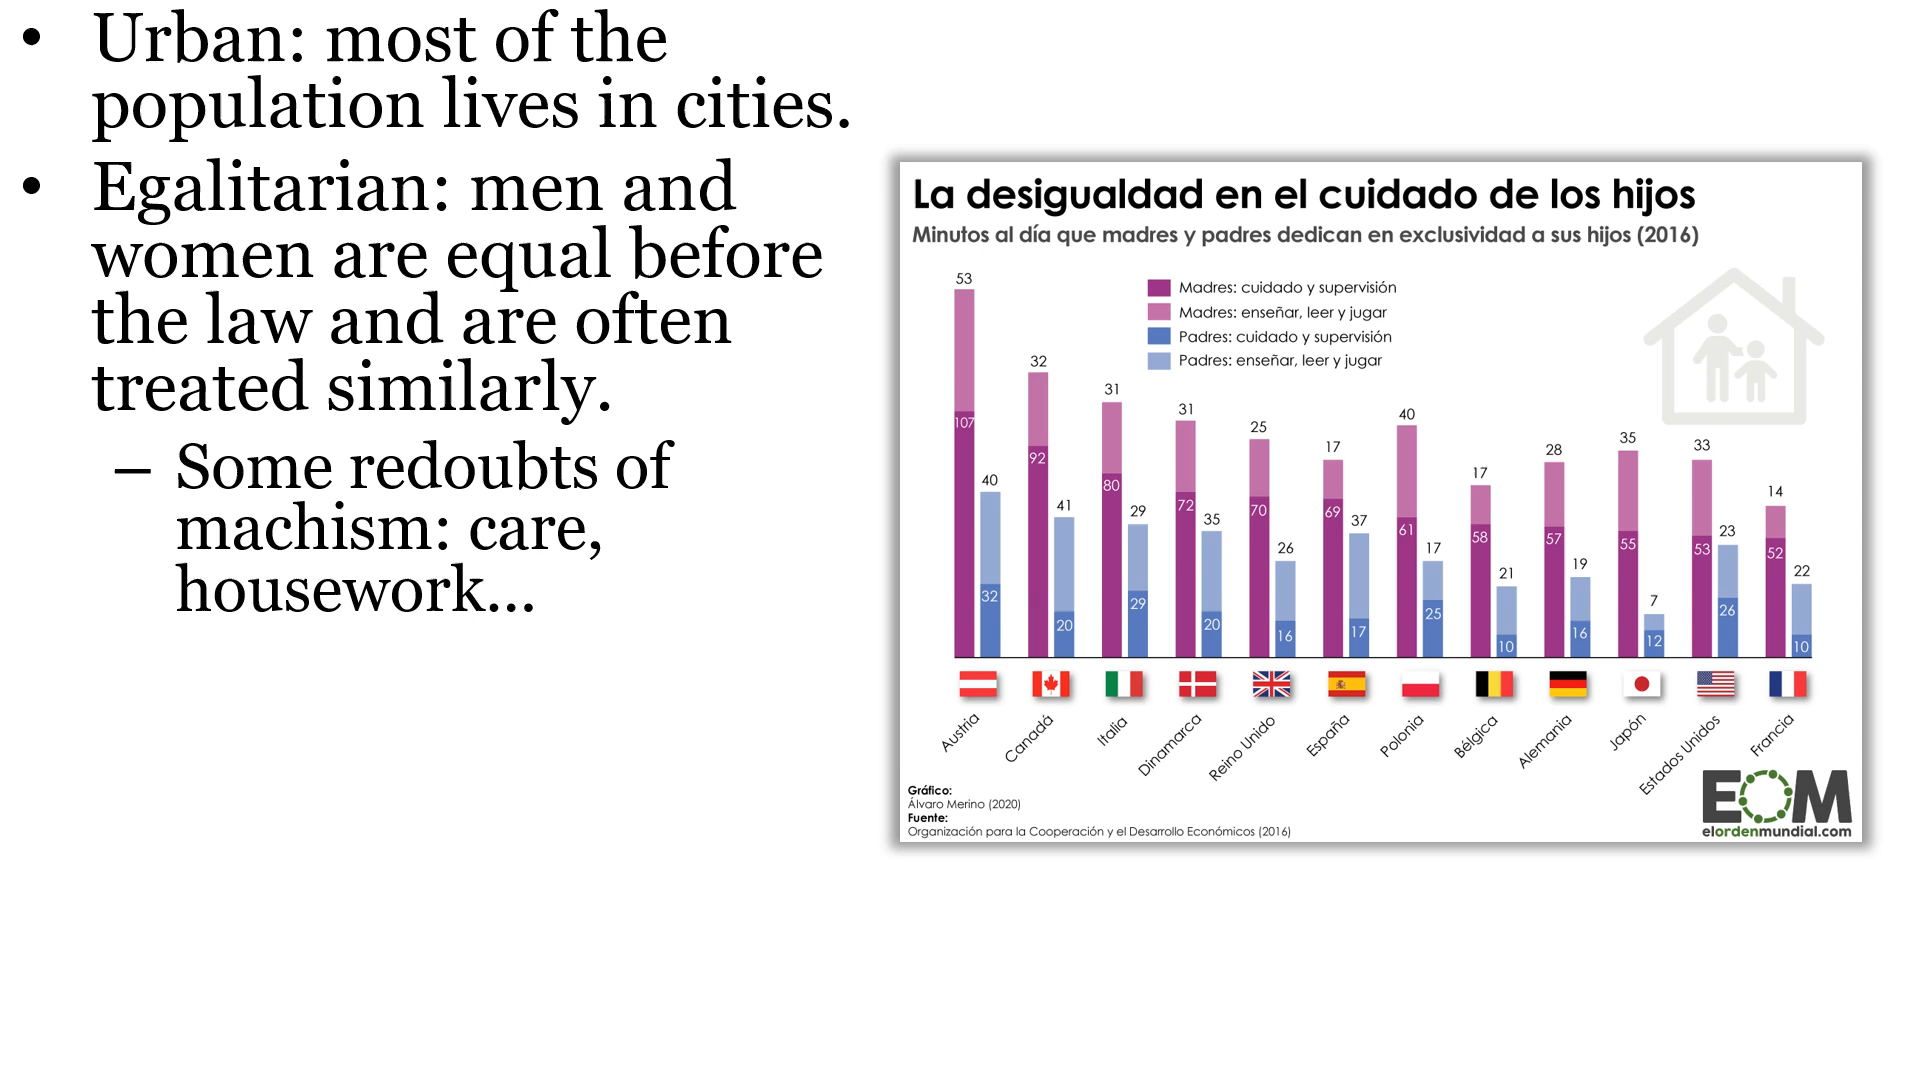 • Urban: most of the
population lives in cities.
• Egalitarian: men and
women are equal before
the law and are often
treated similarly.
– Some redoubts of
machism: care,
housework…
La desigualdad en el cuidado de los hijos
Minutos al día que madres y padres dedican en exclusividad a sus hijos (2016)
Madres: cuidado y supervisión
Madres: enseñar, leer y jugar
Padres: cuidado y supervisión
Padres: enseñar, leer y jugar
53 107 40 32
32 92 41 20
31 80 29 29
31 72 35 20
25 70 26 16
17 69 37 17
40 61 17 25
17 58 21 10
28 57 19 16
35 55 7 12
33 53 23 26
14 52 22 10
Austria
Canadá
Italia
Dinamarca
Reino Unido
España
Polonia
Bélgica
Alemania
Japón
Estados Unidos
Francia
Gráfico:
Álvaro Merino (2020)
Fuente:
Organización para la Cooperación y el Desarrollo Económicos (2016)
EOM
elordenmundial.com